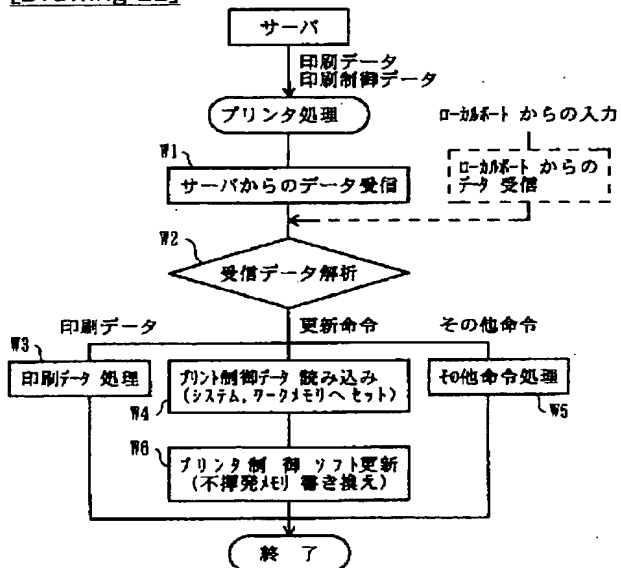 サーバ
印刷データ
印刷制御データ
プリンタ処理
ローカルポート からの入力
W1
サーバからのデータ受信
ローカルポート からの
データ 受信
W2
受信データ解析
印刷データ
更新命令
その他命令
W3
印刷データ 処理
プリント制御データ 読み込み
(システム,ワークメモリへ セット)
W4
その他命令処理
W5
W6
プリンタ制 御 ソフト更新
(不揮発メモリ 書き換え)
終 了